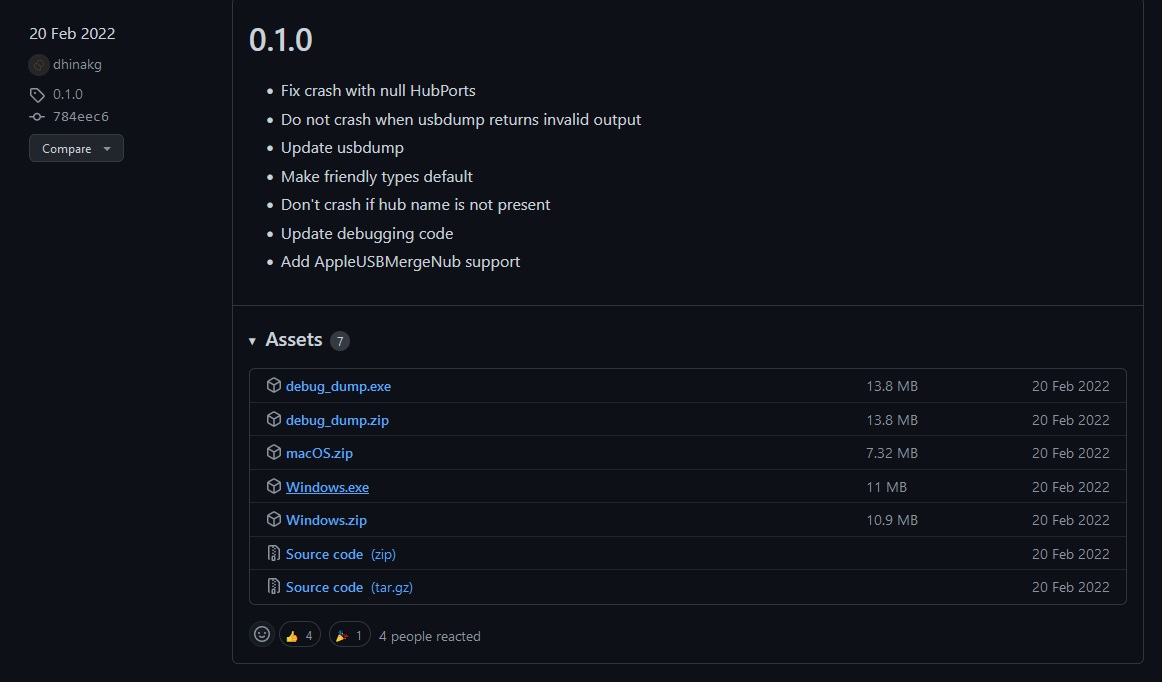 20 Feb 2022
dhinakg
0.1.0
784eec6
Compare
0.1.0
Fix crash with null HubPorts
Do not crash when usbdump returns invalid output
Update usbdump
Make friendly types default
Don't crash if hub name is not present
Update debugging code
Add AppleUSBMergeNub support
Assets 7
debug_dump.exe 13.8 MB 20 Feb 2022
debug_dump.zip 13.8 MB 20 Feb 2022
macOS.zip 7.32 MB 20 Feb 2022
Windows.exe 11 MB 20 Feb 2022
Windows.zip 10.9 MB 20 Feb 2022
Source code (zip) 20 Feb 2022
Source code (tar.gz) 20 Feb 2022
4 1 4 people reacted